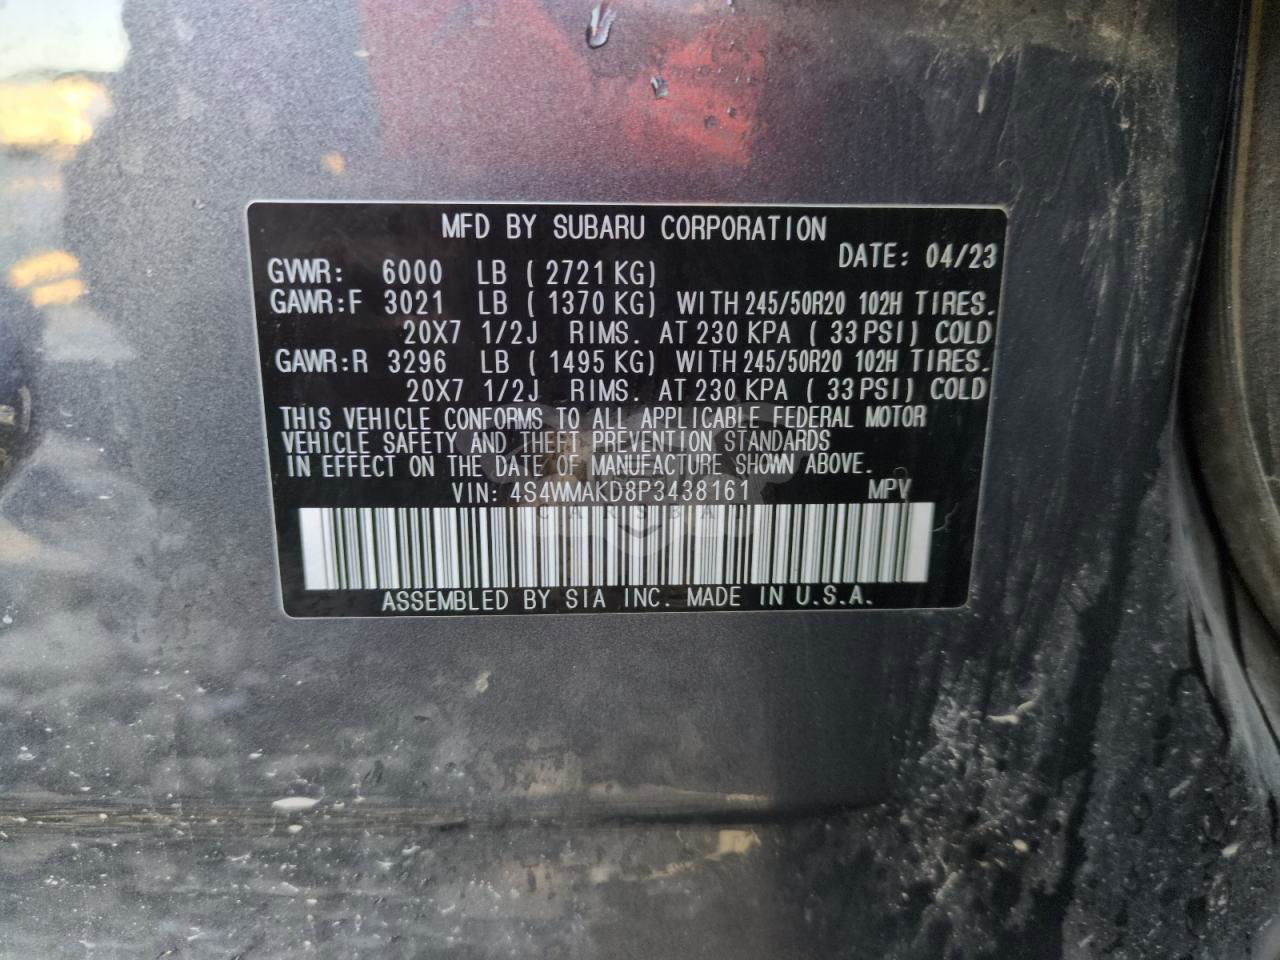 MFD BY SUBARU CORPORATION
DATE: 04/23
GVWR: 6000 LB ( 2721 KG)
GAWR:F 3021 LB ( 1370 KG) WITH 245/50R20 102H TIRES.
20X7 1/2J RIMS. AT 230 KPA ( 33 PSI) COLD
GAWR:R 3296 LB ( 1495 KG) WITH 245/50R20 102H TIRES.
20X7 1/2J RIMS. AT 230 KPA ( 33 PSI) COLD
THIS VEHICLE CONFORMS TO ALL APPLICABLE FEDERAL MOTOR
VEHICLE SAFETY AND THEFT PREVENTION STANDARDS
IN EFFECT ON THE DATE OF MANUFACTURE SHOWN ABOVE.
VIN: 4S4WMAKD8P3438161 MPV
ASSEMBLED BY SIA INC. MADE IN U.S.A.